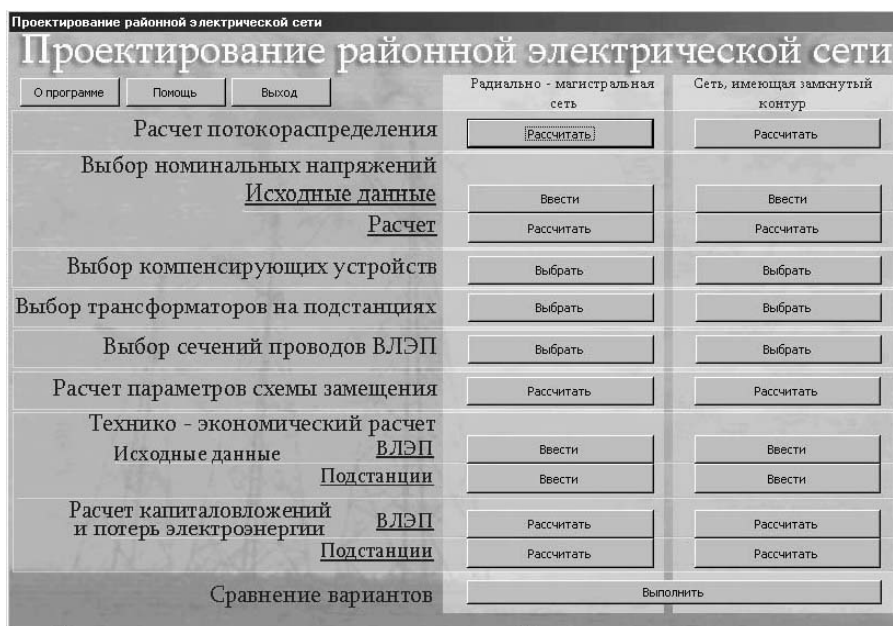 Проектирование районной электрической сети
Проектирование районной электрической сети
О программе Помощь Выход
Радиально - магистральная
сеть
Сеть, имеющая замкнутый
контур
Расчет потокораспределения Рассчитать Рассчитать
Выбор номинальных напряжений
Исходные данные Ввести Ввести
Расчет Рассчитать Рассчитать
Выбор компенсирующих устройств Выбрать Выбрать
Выбор трансформаторов на подстанциях Выбрать Выбрать
Выбор сечений проводов ВЛЭП Выбрать Выбрать
Расчет параметров схемы замещения Рассчитать Рассчитать
Технико - экономический расчет
Исходные данные ВЛЭП Ввести Ввести
Подстанции Ввести Ввести
Расчет капиталовложений
и потерь электроэнергии ВЛЭП Рассчитать Рассчитать
Подстанции Рассчитать Рассчитать
Сравнение вариантов Выполнить